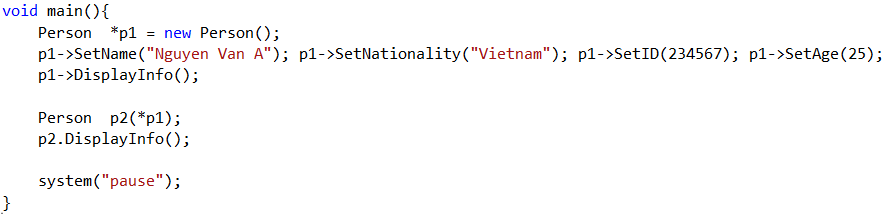 void main(){
Person  *p1 = new Person();
p1->SetName("Nguyen Van A"); p1->SetNationality("Vietnam"); p1->SetID(234567); p1->SetAge(25);
p1->DisplayInfo();
Person  p2(*p1);
p2.DisplayInfo();
system("pause");
}